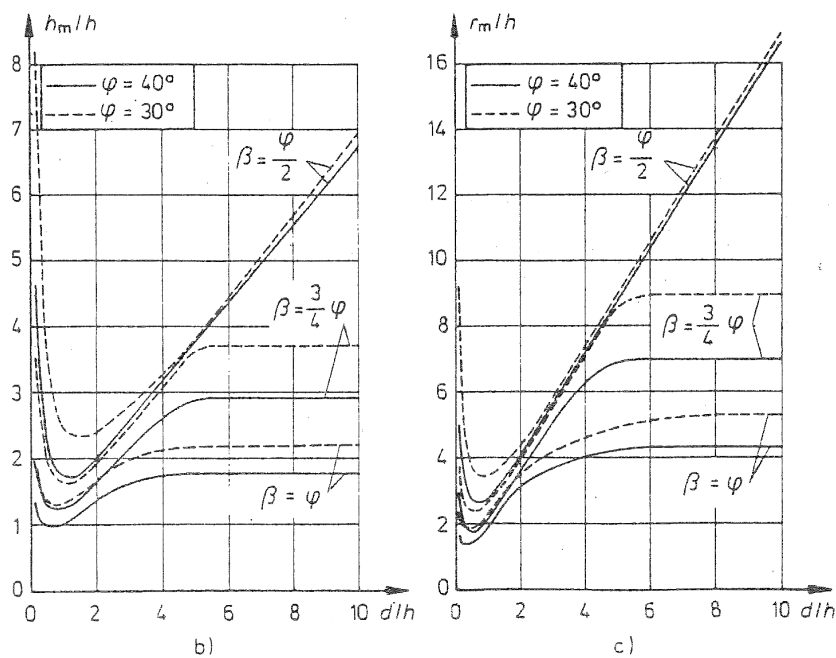 h_m/h
8
7
6
5
4
3
2
1
0
φ = 40°
φ = 30°
β = φ/2
β = 3/4 φ
β = φ
0 2 4 6 8 10 d/h
b)
r_m/h
16
14
12
10
8
6
4
2
0
φ = 40°
φ = 30°
β = φ/2
β = 3/4 φ
β = φ
0 2 4 6 8 10 d/h
c)